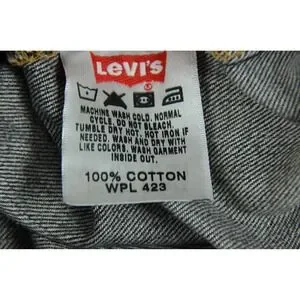 LEVI'S
MACHINE WASH COLD. NORMAL
CYCLE. DO NOT BLEACH.
TUMBLE DRY HOT. HOT IRON IF
NEEDED. WASH AND DRY WITH
LIKE COLORS. WASH GARMENT
INSIDE OUT.
100% COTTON
WPL 423